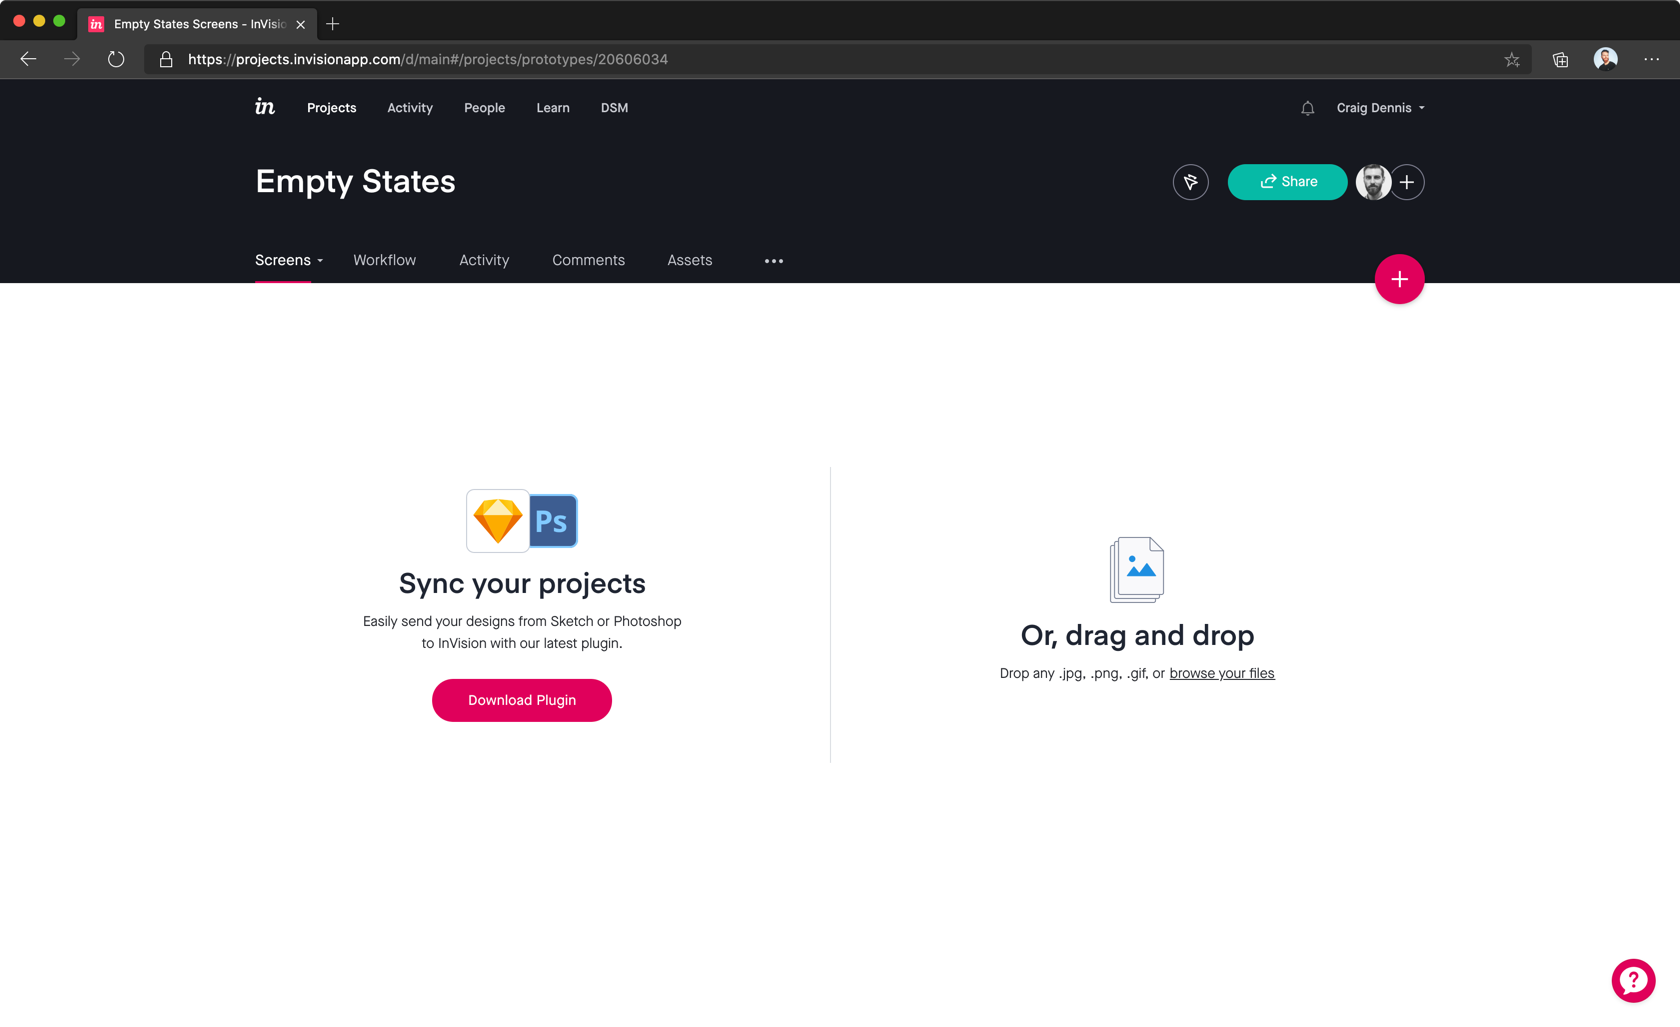 in Empty States Screens - InVisio
https://projects.invisionapp.com/d/main#/projects/prototypes/20606034
in Projects Activity People Learn DSM Craig Dennis
Empty States
Share
Screens Workflow Activity Comments Assets
Ps
Sync your projects
Easily send your designs from Sketch or Photoshop
to InVision with our latest plugin.
Download Plugin
Or, drag and drop
Drop any .jpg, .png, .gif, or browse your files
?